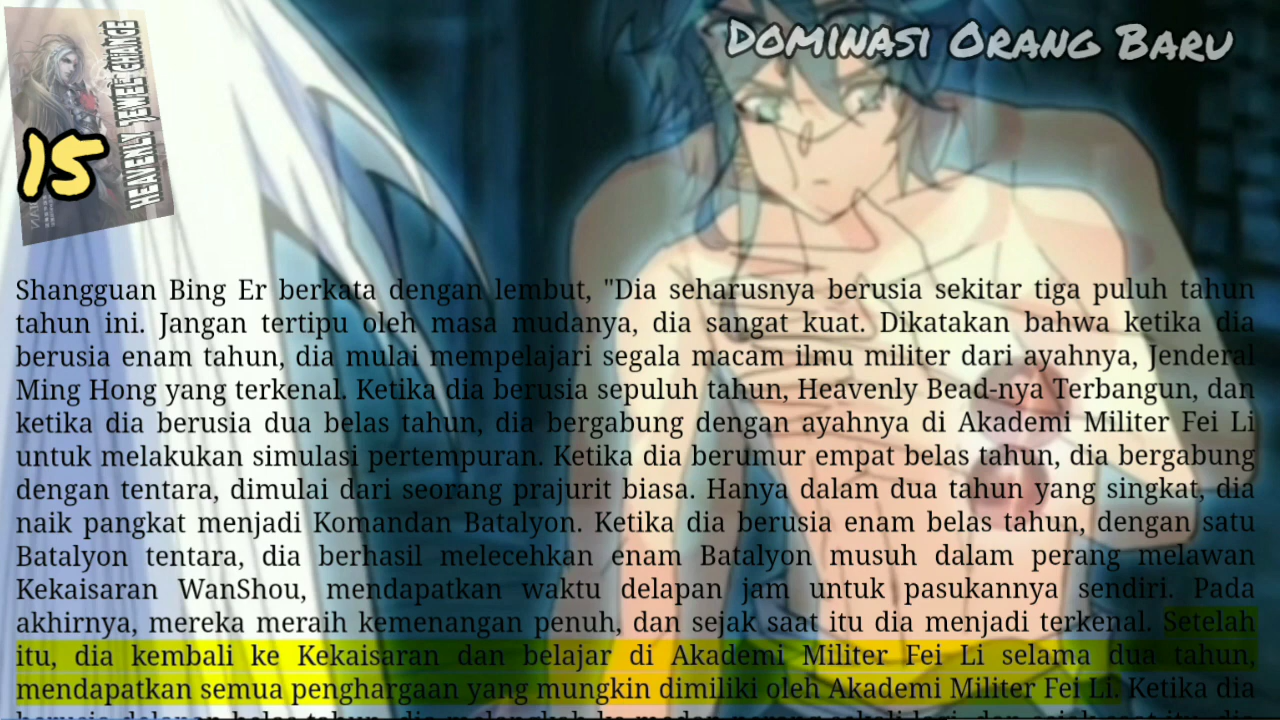 Dominasi Orang Baru
HEAVENLY JEWEL CHANGE
15
Shangguan Bing Er berkata dengan lembut, "Dia seharusnya berusia sekitar tiga puluh tahun
tahun ini. Jangan tertipu oleh masa mudanya, dia sangat kuat. Dikatakan bahwa ketika dia
berusia enam tahun, dia mulai mempelajari segala macam ilmu militer dari ayahnya, Jenderal
Ming Hong yang terkenal. Ketika dia berusia sepuluh tahun, Heavenly Bead-nya Terbangun, dan
ketika dia berusia dua belas tahun, dia bergabung dengan ayahnya di Akademi Militer Fei Li
untuk melakukan simulasi pertempuran. Ketika dia berumur empat belas tahun, dia bergabung
dengan tentara, dimulai dari seorang prajurit biasa. Hanya dalam dua tahun yang singkat, dia
naik pangkat menjadi Komandan Batalyon. Ketika dia berusia enam belas tahun, dengan satu
Batalyon tentara, dia berhasil melecehkan enam Batalyon musuh dalam perang melawan
Kekaisaran WanShou, mendapatkan waktu delapan jam untuk pasukannya sendiri. Pada
akhirnya, mereka meraih kemenangan penuh, dan sejak saat itu dia menjadi terkenal. Setelah
itu, dia kembali ke Kekaisaran dan belajar di Akademi Militer Fei Li selama dua tahun,
mendapatkan semua penghargaan yang mungkin dimiliki oleh Akademi Militer Fei Li. Ketika dia